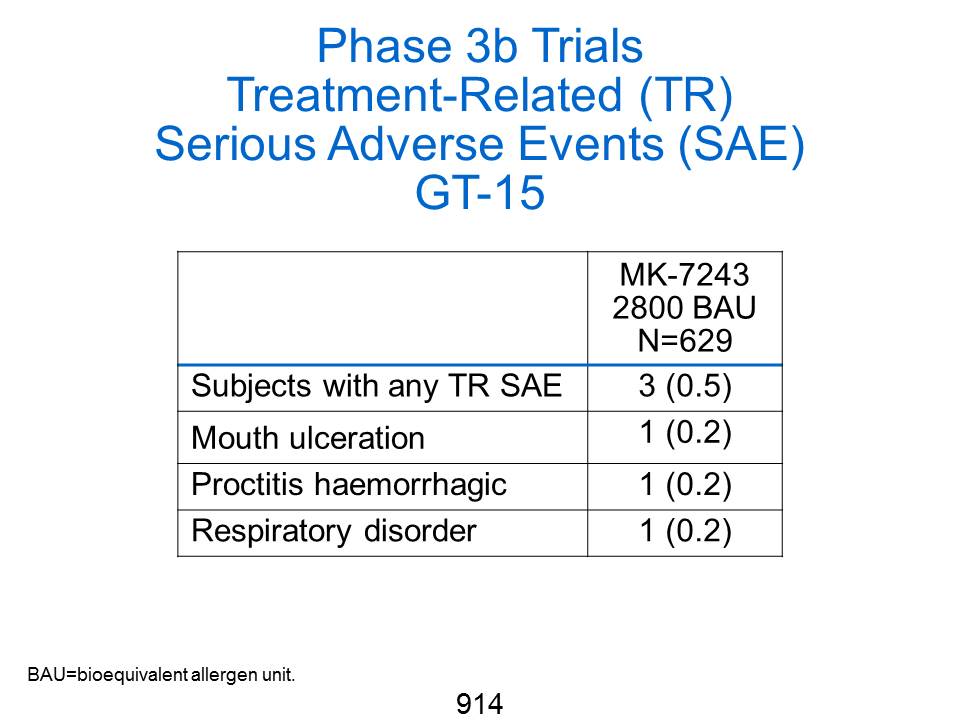 Phase 3b Trials
Treatment-Related (TR)
Serious Adverse Events (SAE)
GT-15
MK-7243
2800 BAU
N=629
Subjects with any TR SAE 3 (0.5)
Mouth ulceration 1 (0.2)
Proctitis haemorrhagic 1 (0.2)
Respiratory disorder 1 (0.2)
BAU=bioequivalent allergen unit.
914